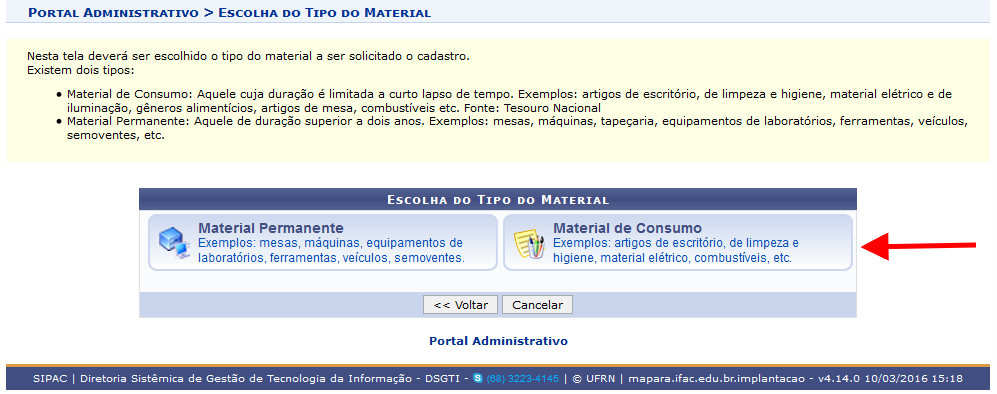 Portal Administrativo > Escolha do Tipo do Material
Nesta tela deverá ser escolhido o tipo do material a ser solicitado o cadastro.
Existem dois tipos:
• Material de Consumo: Aquele cuja duração é limitada a curto lapso de tempo. Exemplos: artigos de escritório, de limpeza e higiene, material elétrico e de
iluminação, gêneros alimentícios, artigos de mesa, combustíveis etc. Fonte: Tesouro Nacional
• Material Permanente: Aquele de duração superior a dois anos. Exemplos: mesas, máquinas, tapeçaria, equipamentos de laboratórios, ferramentas, veículos,
semoventes, etc.
Escolha do Tipo do Material
Material Permanente
Exemplos: mesas, máquinas, equipamentos de
laboratórios, ferramentas, veículos, semoventes.
Material de Consumo
Exemplos: artigos de escritório, de limpeza e
higiene, material elétrico, combustíveis, etc.
<< Voltar
Cancelar
Portal Administrativo
SIPAC | Diretoria Sistêmica de Gestão de Tecnologia da Informação - DSGTI - (68) 3223-4145 | © UFRN | mapara.ifac.edu.br.implantacao - v4.14.0 10/03/2016 15:18